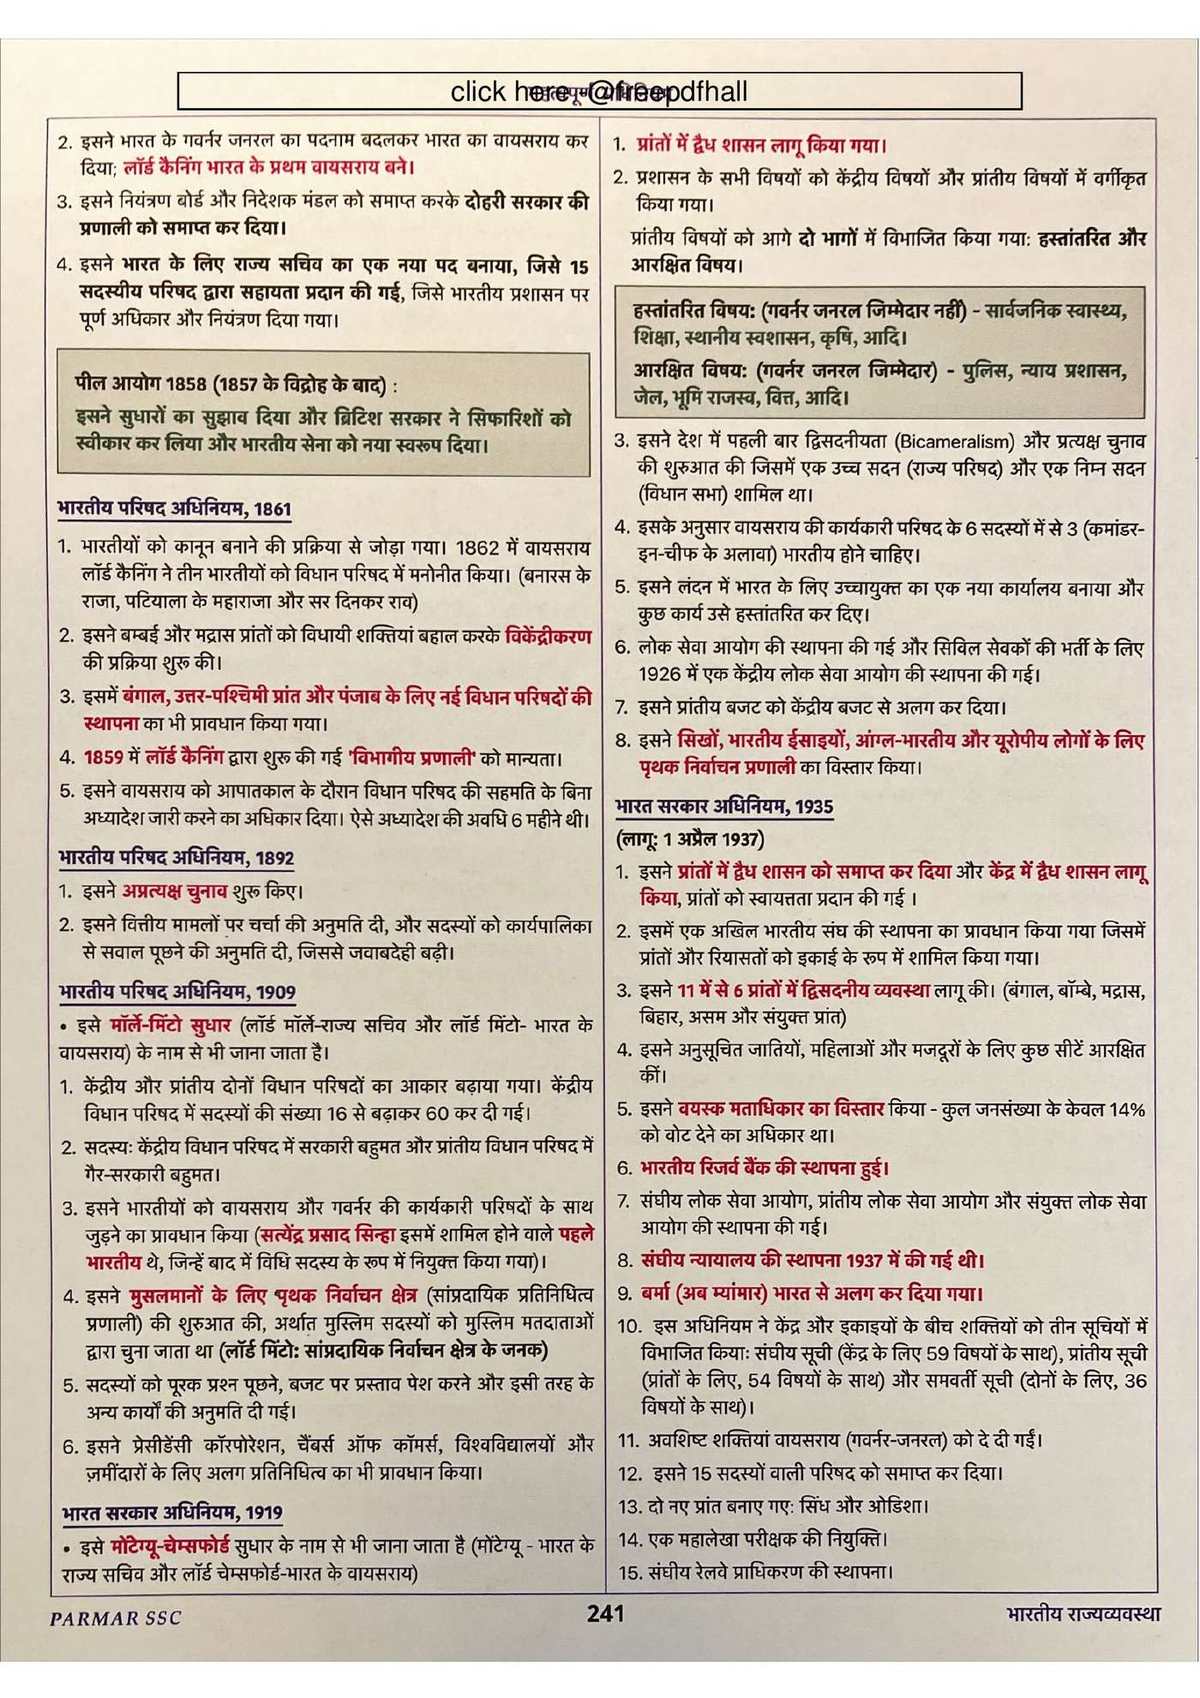 click here:-@freepdfhall
2. इसने भारत के गवर्नर जनरल का पदनाम बदलकर भारत का वायसराय कर
दिया; लॉर्ड कैनिंग भारत के प्रथम वायसराय बने।
3. इसने नियंत्रण बोर्ड और निदेशक मंडल को समाप्त करके दोहरी सरकार की
प्रणाली को समाप्त कर दिया।
4. इसने भारत के लिए राज्य सचिव का एक नया पद बनाया, जिसे 15
सदस्यीय परिषद द्वारा सहायता प्रदान की गई, जिसे भारतीय प्रशासन पर
पूर्ण अधिकार और नियंत्रण दिया गया।
पील आयोग 1858 (1857 के विद्रोह के बाद) :
इसने सुधारों का सुझाव दिया और ब्रिटिश सरकार ने सिफारिशों को
स्वीकार कर लिया और भारतीय सेना को नया स्वरूप दिया।
भारतीय परिषद अधिनियम, 1861
1. भारतीयों को कानून बनाने की प्रक्रिया से जोड़ा गया। 1862 में वायसराय
लॉर्ड कैनिंग ने तीन भारतीयों को विधान परिषद में मनोनीत किया। (बनारस के
राजा, पटियाला के महाराजा और सर दिनकर राव)
2. इसने बम्बई और मद्रास प्रांतों को विधायी शक्तियां बहाल करके विकेंद्रीकरण
की प्रक्रिया शुरू की।
3. इसमें बंगाल, उत्तर-पश्चिमी प्रांत और पंजाब के लिए नई विधान परिषदों की
स्थापना का भी प्रावधान किया गया।
4. 1859 में लॉर्ड कैनिंग द्वारा शुरू की गई 'विभागीय प्रणाली' को मान्यता।
5. इसने वायसराय को आपातकाल के दौरान विधान परिषद की सहमति के बिना
अध्यादेश जारी करने का अधिकार दिया। ऐसे अध्यादेश की अवधि 6 महीने थी।
भारतीय परिषद अधिनियम, 1892
1. इसने अप्रत्यक्ष चुनाव शुरू किए।
2. इसने वित्तीय मामलों पर चर्चा की अनुमति दी, और सदस्यों को कार्यपालिका
से सवाल पूछने की अनुमति दी, जिससे जवाबदेही बढ़ी।
भारतीय परिषद अधिनियम, 1909
• इसे मॉर्ले-मिंटो सुधार (लॉर्ड मॉर्ले-राज्य सचिव और लॉर्ड मिंटो- भारत के
वायसराय) के नाम से भी जाना जाता है।
1. केंद्रीय और प्रांतीय दोनों विधान परिषदों का आकार बढ़ाया गया। केंद्रीय
विधान परिषद में सदस्यों की संख्या 16 से बढ़ाकर 60 कर दी गई।
2. सदस्यः केंद्रीय विधान परिषद में सरकारी बहुमत और प्रांतीय विधान परिषद में
गैर-सरकारी बहुमत।
3. इसने भारतीयों को वायसराय और गवर्नर की कार्यकारी परिषदों के साथ
जुड़ने का प्रावधान किया (सत्येंद्र प्रसाद सिन्हा इसमें शामिल होने वाले पहले
भारतीय थे, जिन्हें बाद में विधि सदस्य के रूप में नियुक्त किया गया)।
4. इसने मुसलमानों के लिए पृथक निर्वाचन क्षेत्र (सांप्रदायिक प्रतिनिधित्व
प्रणाली) की शुरुआत की, अर्थात मुस्लिम सदस्यों को मुस्लिम मतदाताओं
द्वारा चुना जाता था (लॉर्ड मिंटो: सांप्रदायिक निर्वाचन क्षेत्र के जनक)
5. सदस्यों को पूरक प्रश्न पूछने, बजट पर प्रस्ताव पेश करने और इसी तरह के
अन्य कार्यों की अनुमति दी गई।
6. इसने प्रेसीडेंसी कॉरपोरेशन, चैंबर्स ऑफ कॉमर्स, विश्वविद्यालयों और
ज़मींदारों के लिए अलग प्रतिनिधित्व का भी प्रावधान किया।
भारत सरकार अधिनियम, 1919
• इसे मोंटेग्यू-चेम्सफोर्ड सुधार के नाम से भी जाना जाता है (मोंटेग्यू - भारत के
राज्य सचिव और लॉर्ड चेम्सफोर्ड-भारत के वायसराय)
1. प्रांतों में द्वैध शासन लागू किया गया।
2. प्रशासन के सभी विषयों को केंद्रीय विषयों और प्रांतीय विषयों में वर्गीकृत
किया गया।
प्रांतीय विषयों को आगे दो भागों में विभाजित किया गया: हस्तांतरित और
आरक्षित विषय।
हस्तांतरित विषय: (गवर्नर जनरल जिम्मेदार नहीं) - सार्वजनिक स्वास्थ्य,
शिक्षा, स्थानीय स्वशासन, कृषि, आदि।
आरक्षित विषय: (गवर्नर जनरल जिम्मेदार) - पुलिस, न्याय प्रशासन,
जेल, भूमि राजस्व, वित्त, आदि।
3. इसने देश में पहली बार द्विसदनीयता (Bicameralism) और प्रत्यक्ष चुनाव
की शुरुआत की जिसमें एक उच्च सदन (राज्य परिषद) और एक निम्न सदन
(विधान सभा) शामिल था।
4. इसके अनुसार वायसराय की कार्यकारी परिषद के 6 सदस्यों में से 3 (कमांडर-
इन-चीफ के अलावा) भारतीय होने चाहिए।
5. इसने लंदन में भारत के लिए उच्चायुक्त का एक नया कार्यालय बनाया और
कुछ कार्य उसे हस्तांतरित कर दिए।
6. लोक सेवा आयोग की स्थापना की गई और सिविल सेवकों की भर्ती के लिए
1926 में एक केंद्रीय लोक सेवा आयोग की स्थापना की गई।
7. इसने प्रांतीय बजट को केंद्रीय बजट से अलग कर दिया।
8. इसने सिखों, भारतीय ईसाइयों, आंग्ल-भारतीय और यूरोपीय लोगों के लिए
पृथक निर्वाचन प्रणाली का विस्तार किया।
भारत सरकार अधिनियम, 1935
(लागू: 1 अप्रैल 1937)
1. इसने प्रांतों में द्वैध शासन को समाप्त कर दिया और केंद्र में द्वैध शासन लागू
किया, प्रांतों को स्वायत्तता प्रदान की गई ।
2. इसमें एक अखिल भारतीय संघ की स्थापना का प्रावधान किया गया जिसमें
प्रांतों और रियासतों को इकाई के रूप में शामिल किया गया।
3. इसने 11 में से 6 प्रांतों में द्विसदनीय व्यवस्था लागू की। (बंगाल, बॉम्बे, मद्रास,
बिहार, असम और संयुक्त प्रांत)
4. इसने अनुसूचित जातियों, महिलाओं और मजदूरों के लिए कुछ सीटें आरक्षित
कीं।
5. इसने वयस्क मताधिकार का विस्तार किया - कुल जनसंख्या के केवल 14%
को वोट देने का अधिकार था।
6. भारतीय रिजर्व बैंक की स्थापना हुई।
7. संघीय लोक सेवा आयोग, प्रांतीय लोक सेवा आयोग और संयुक्त लोक सेवा
आयोग की स्थापना की गई।
8. संघीय न्यायालय की स्थापना 1937 में की गई थी।
9. बर्मा (अब म्यांमार) भारत से अलग कर दिया गया।
10. इस अधिनियम ने केंद्र और इकाइयों के बीच शक्तियों को तीन सूचियों में
विभाजित कियाः संघीय सूची (केंद्र के लिए 59 विषयों के साथ), प्रांतीय सूची
(प्रांतों के लिए, 54 विषयों के साथ) और समवर्ती सूची (दोनों के लिए, 36
विषयों के साथ)।
11. अवशिष्ट शक्तियां वायसराय (गवर्नर-जनरल) को दे दी गईं।
12. इसने 15 सदस्यों वाली परिषद को समाप्त कर दिया।
13. दो नए प्रांत बनाए गए: सिंध और ओडिशा।
14. एक महालेखा परीक्षक की नियुक्ति।
15. संघीय रेलवे प्राधिकरण की स्थापना।
PARMAR SSC
241
भारतीय राज्यव्यवस्था